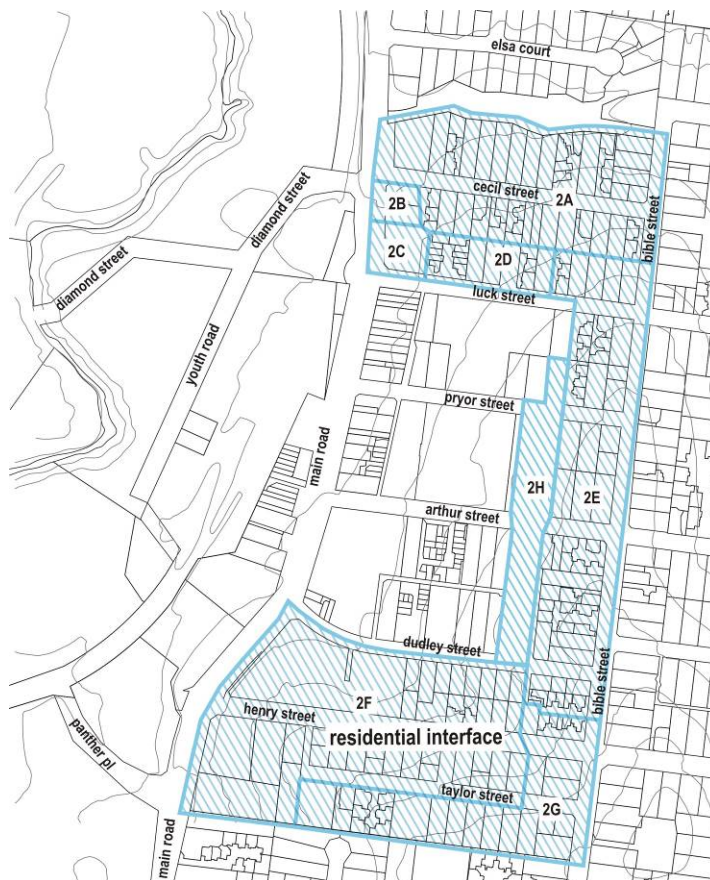 elsa court
cecil street
2A
2B
bible street
diamond street
2C
2D
diamond street
luck street
youth road
pryor street
main road
2H
2E
arthur street
dudley street
bible street
2F
henry street
residential interface
panther pl
taylor street
2G
main road